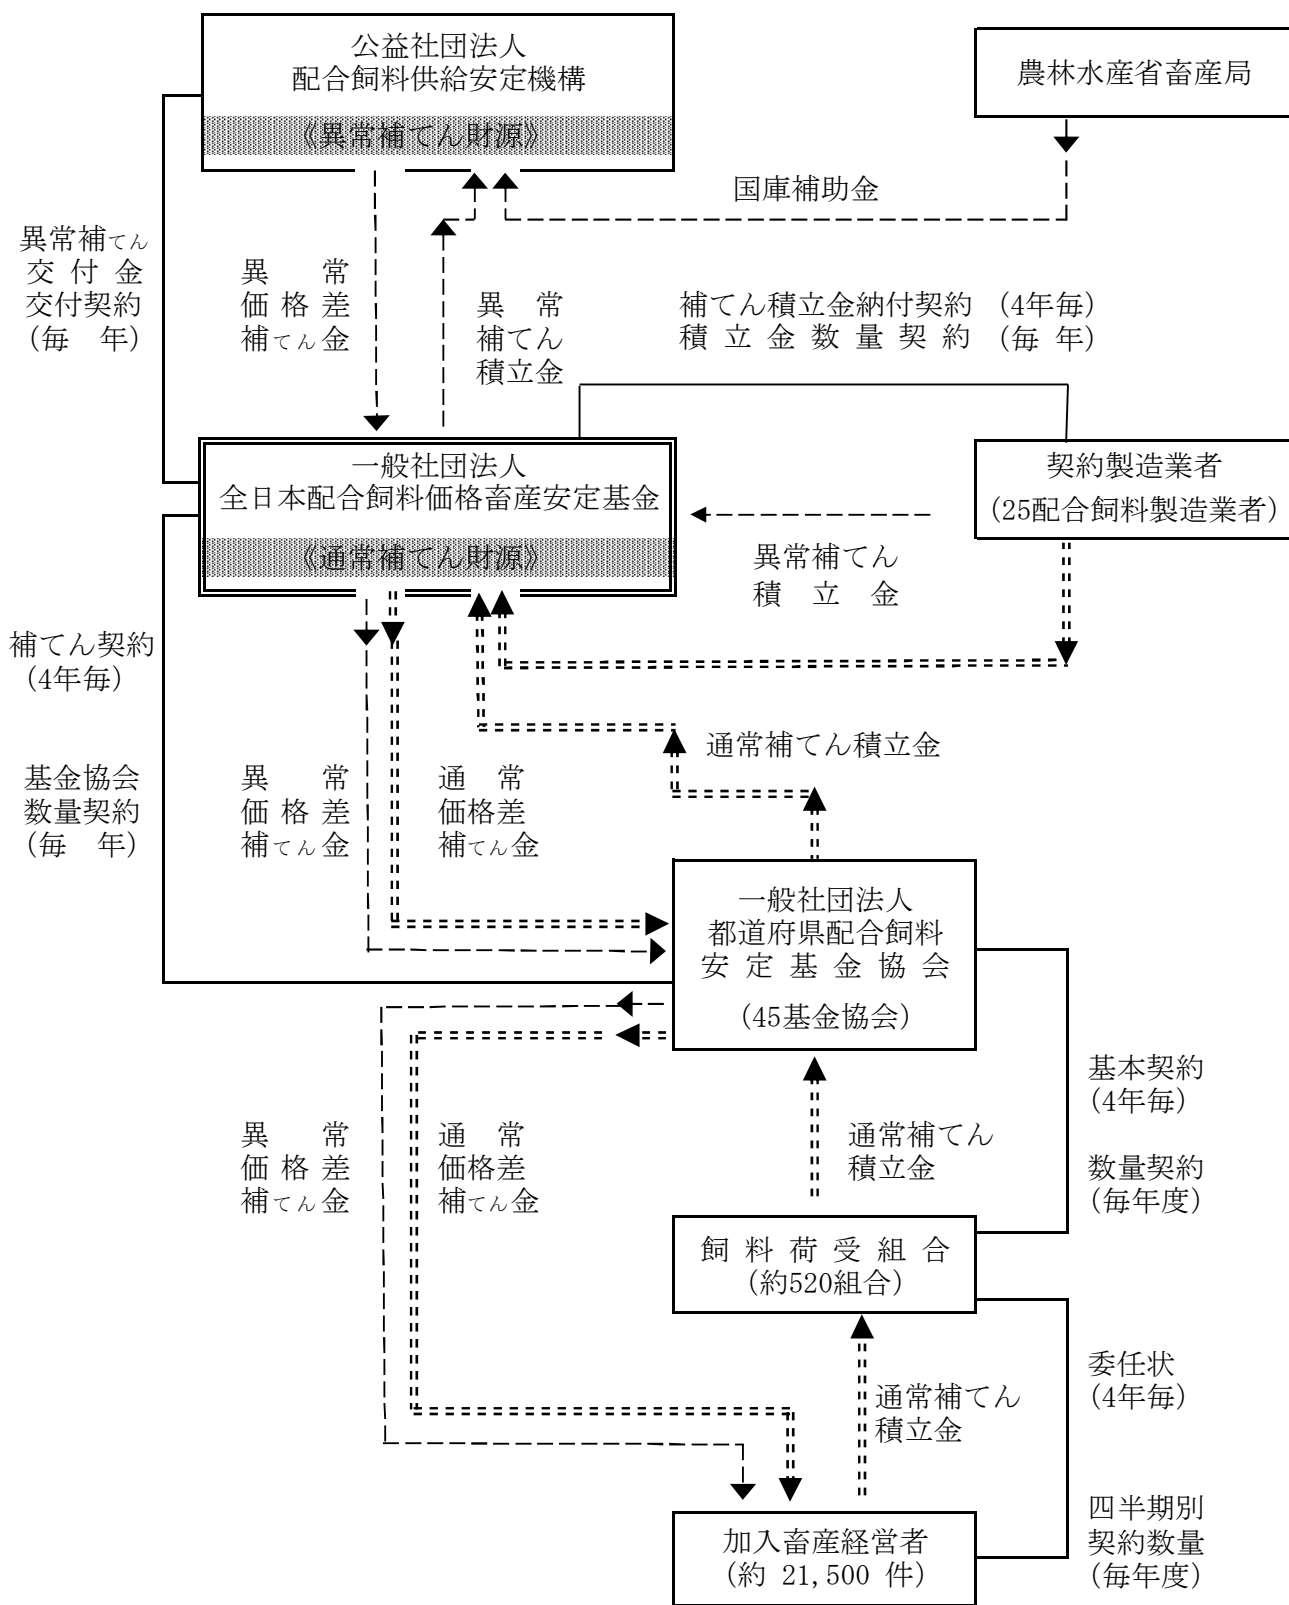 公益社団法人
配合飼料供給安定機構
《異常補てん財源》
農林水産省畜産局
国庫補助金
異常補てん
交付金
交付契約
(毎　年)
異　常
価格差
補てん金
異　常
補てん
積立金
補てん積立金納付契約 (4年毎)
積立金数量契約 (毎 年)
一般社団法人
全日本配合飼料価格畜産安定基金
《通常補てん財源》
契約製造業者
(25配合飼料製造業者)
異常補てん
積　立　金
補てん契約
(4年毎)
基金協会
数量契約
(毎　年)
異　常
価格差
補てん金
通　常
価格差
補てん金
通常補てん積立金
一般社団法人
都道府県配合飼料
安定基金協会
(45基金協会)
基本契約
(4年毎)
数量契約
(毎年度)
異　常
価格差
補てん金
通　常
価格差
補てん金
通常補てん
積立金
飼料荷受組合
(約520組合)
通常補てん
積立金
委任状
(4年毎)
四半期別
契約数量
(毎年度)
加入畜産経営者
(約 21,500 件)